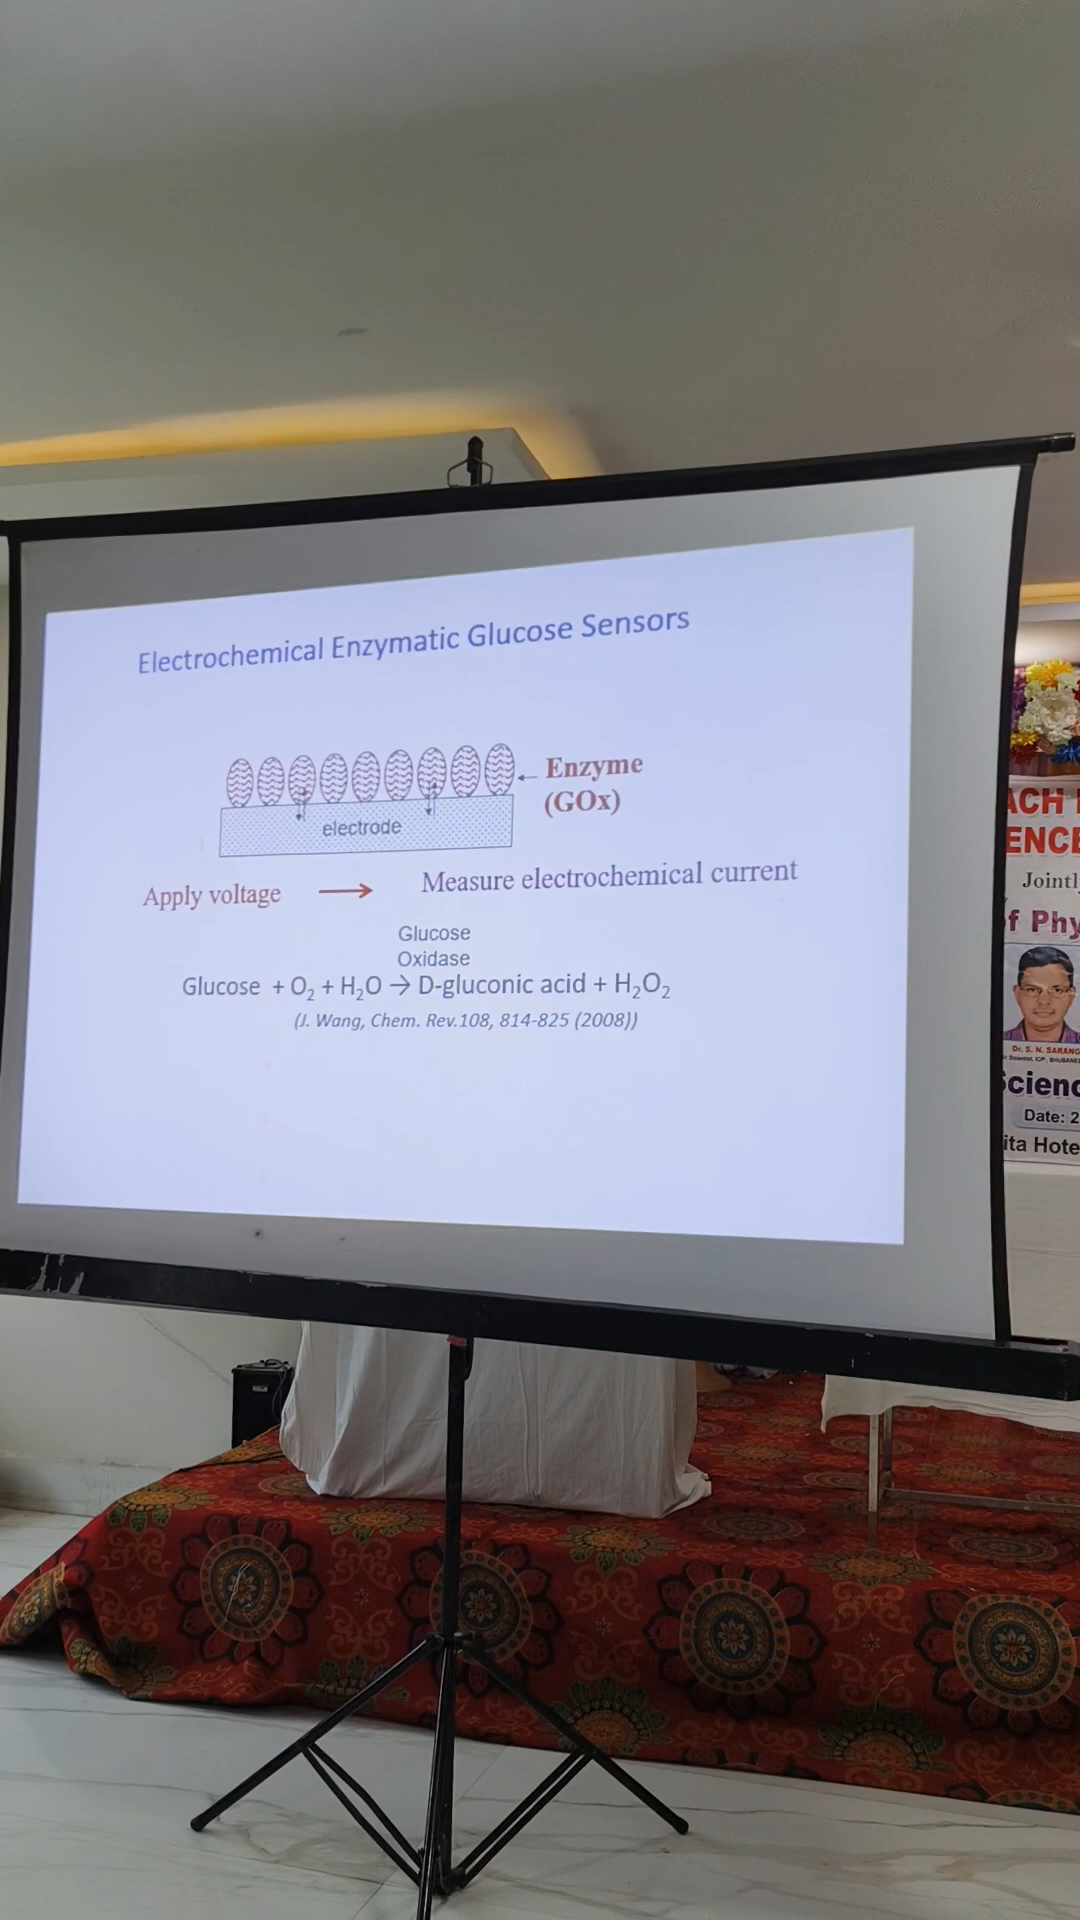 Electrochemical Enzymatic Glucose Sensors
Enzyme
(GOx)
electrode
Apply voltage → Measure electrochemical current
Glucose
Oxidase
Glucose + O₂ + H₂O → D-gluconic acid + H₂O₂
(J. Wang, Chem. Rev.108, 814-825 (2008))
ACH
ENCE
Jointl
f Phy
Dr. S. N. SARANG
Scienc
Date: 2
ita Hote